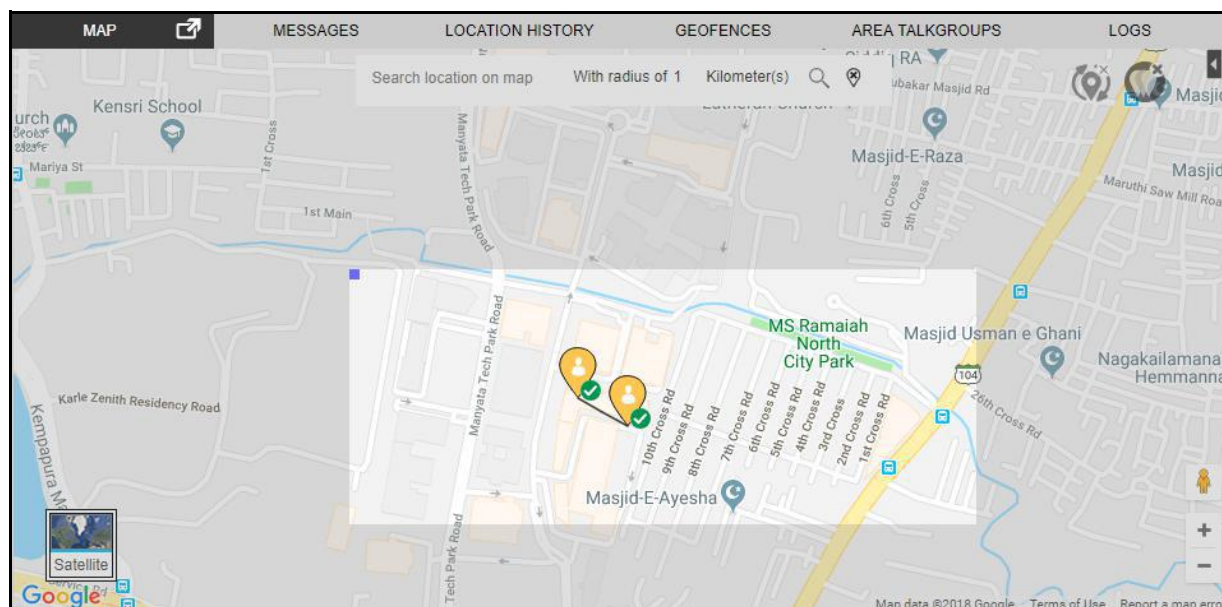 MAP
MESSAGES
LOCATION HISTORY
GEOFENCES
AREA TALKGROUPS
LOGS
Search location on map
With radius of 1
Kilometer(s)
RA
ubakar Masjid Rd
Masji
Kensri School
urch
Mariya St
1st Cross
1st Main
Manyata Tech Park Road
Masjid-E-Raza
Masjid
Maruthi Saw Mill Roa
6th Cross
5th Cross
MS Ramaiah
North
City Park
Masjid Usman e Ghani
Nagakailamana
Hemmanna
104
26th Cross Rd
Karle Zenith Residency Road
Kempapura Ma
Manyata Tech Park Road
10th Cross Rd
9th Cross Rd
8th Cross Rd
7th Cross Rd
6th Cross Rd
5th Cross Rd
4th Cross Rd
3rd Cross
2nd Cross Rd
1st Cross Rd
Masjid-E-Ayesha
Tech Park Road
Satellite
Google
+
−
Map data ©2018 Google
Terms of Use
Report a map erro